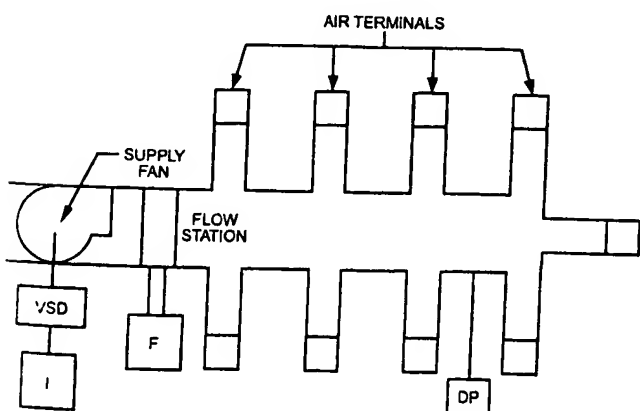 AIR TERMINALS
SUPPLY
FAN
FLOW
STATION
VSD
F
I
DP